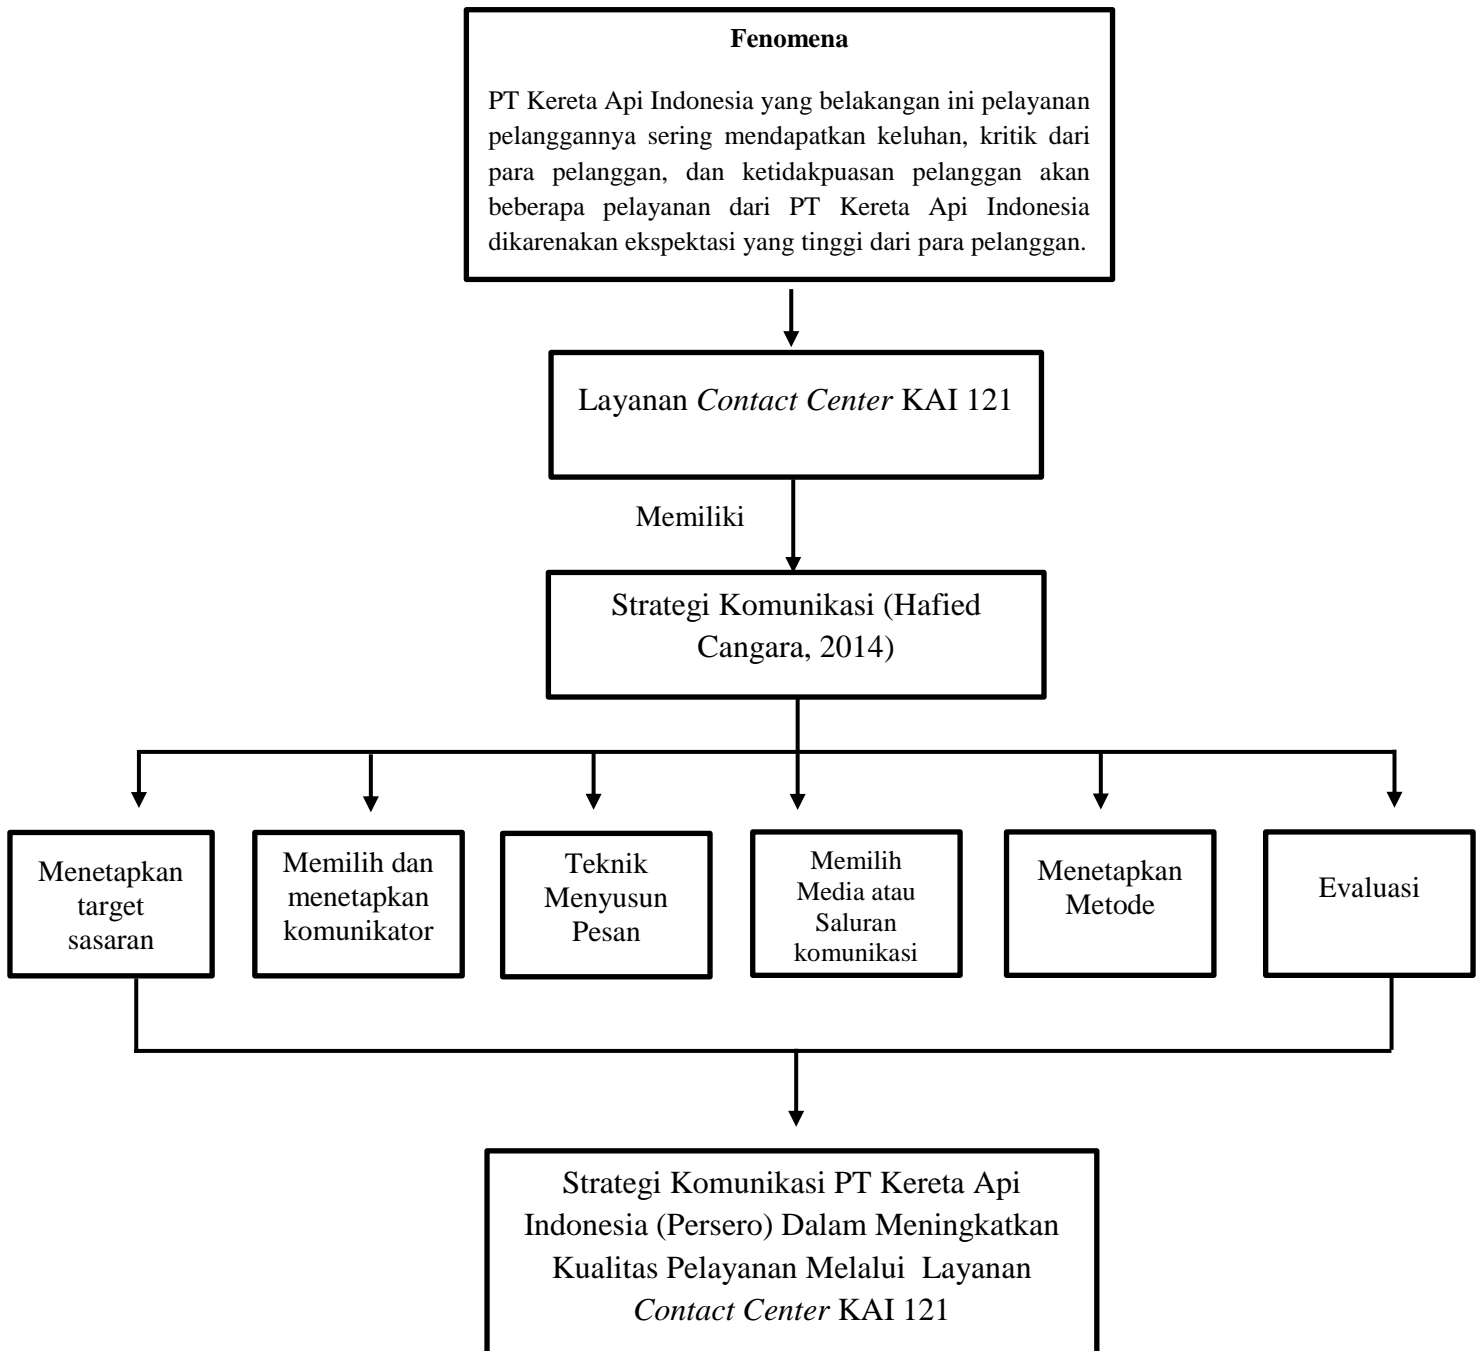 Fenomena
PT Kereta Api Indonesia yang belakangan ini pelayanan
pelanggannya sering mendapatkan keluhan, kritik dari
para pelanggan, dan ketidakpuasan pelanggan akan
beberapa pelayanan dari PT Kereta Api Indonesia
dikarenakan ekspektasi yang tinggi dari para pelanggan.
Layanan Contact Center KAI 121
Memiliki
Strategi Komunikasi (Hafied
Cangara, 2014)
Menetapkan
target
sasaran
Memilih dan
menetapkan
komunikator
Teknik
Menyusun
Pesan
Memilih
Media atau
Saluran
komunikasi
Menetapkan
Metode
Evaluasi
Strategi Komunikasi PT Kereta Api
Indonesia (Persero) Dalam Meningkatkan
Kualitas Pelayanan Melalui Layanan
Contact Center KAI 121